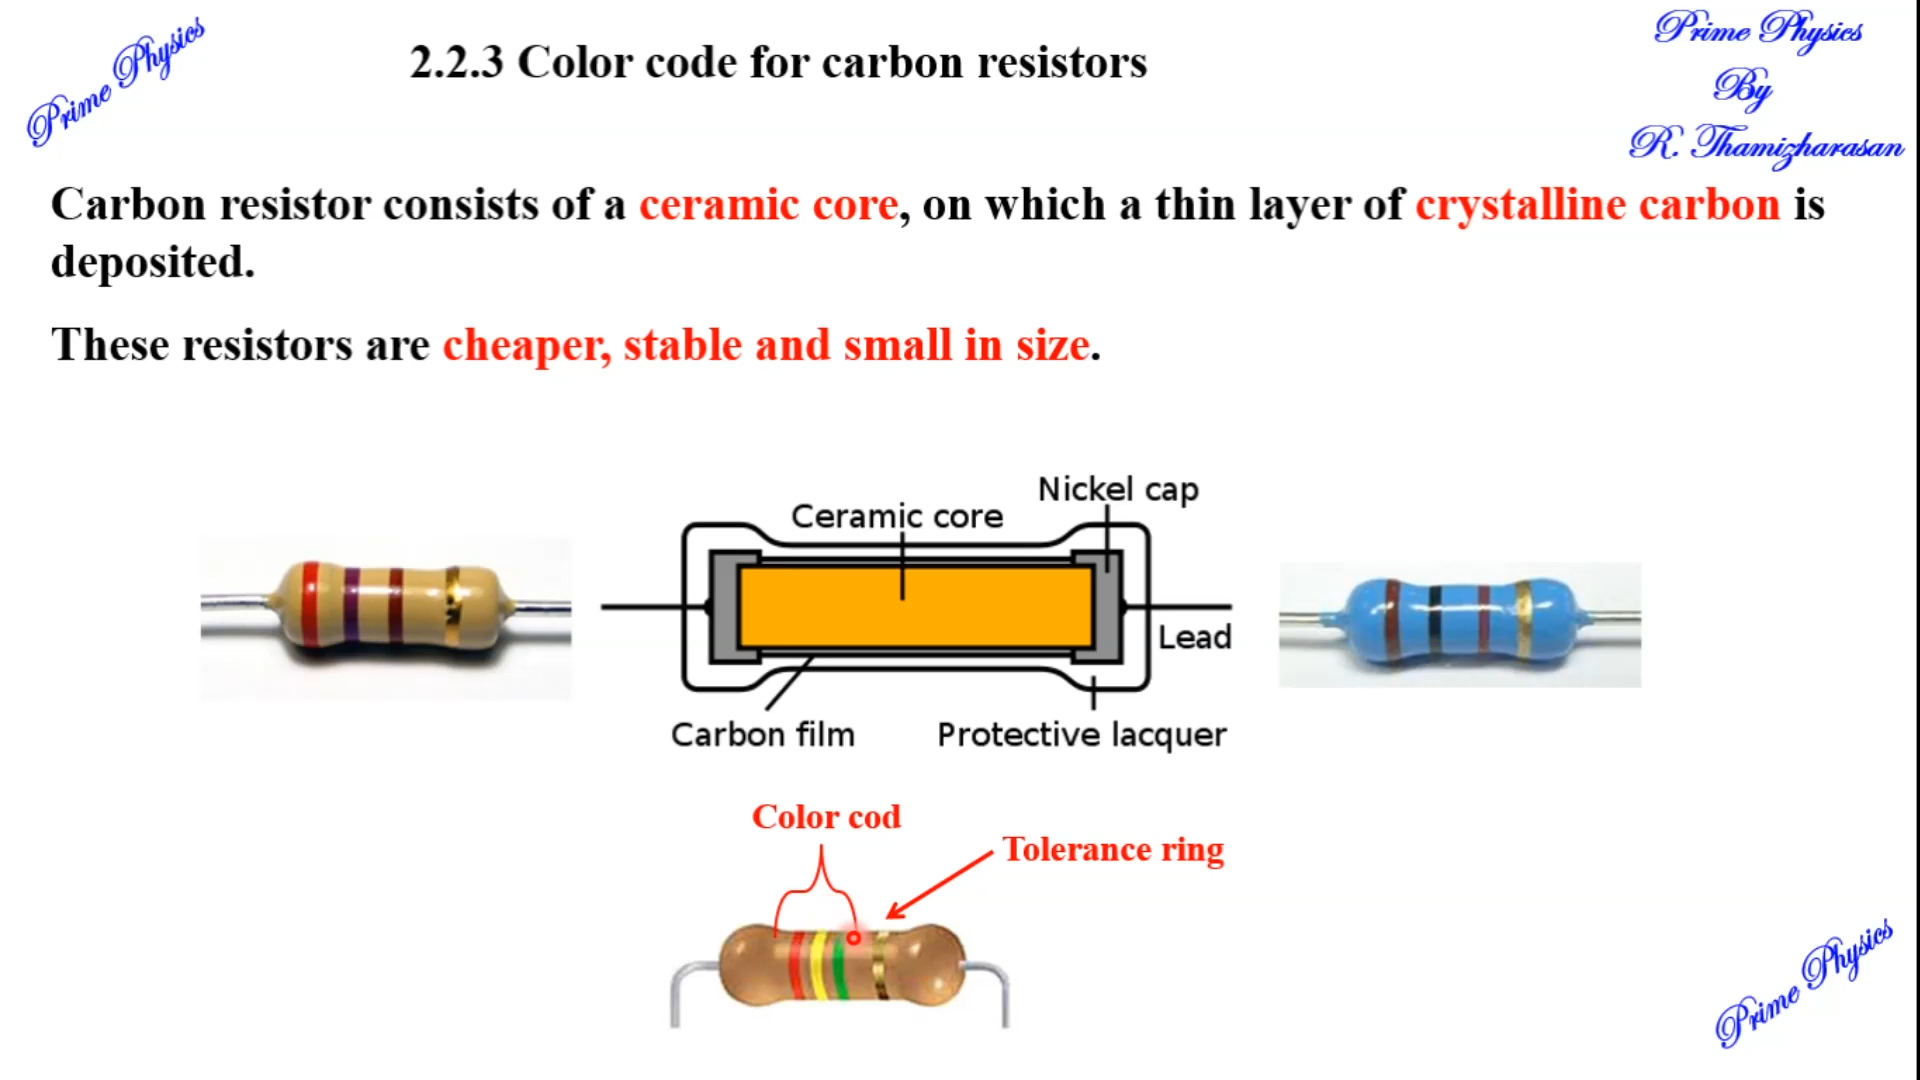 Prime Physics
2.2.3 Color code for carbon resistors
Prime Physics
By
R. Thamizharasan
Carbon resistor consists of a ceramic core, on which a thin layer of crystalline carbon is
deposited.
These resistors are cheaper, stable and small in size.
Nickel cap
Ceramic core
Lead
Carbon film
Protective lacquer
Color cod
Tolerance ring
Prime Physics